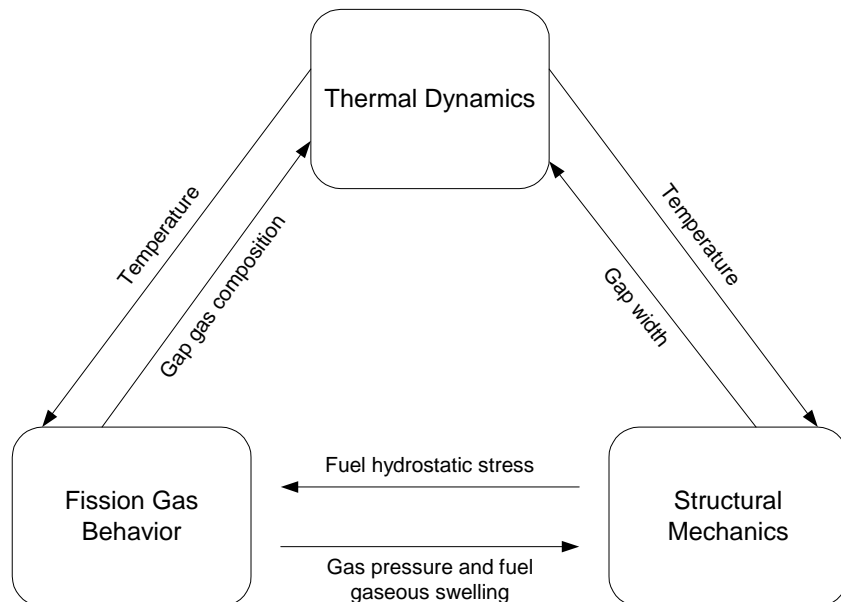 Thermal Dynamics
Temperature
Gap gas composition
Temperature
Gap width
Fuel hydrostatic stress
Fission Gas
Behavior
Structural
Mechanics
Gas pressure and fuel
gaseous swelling